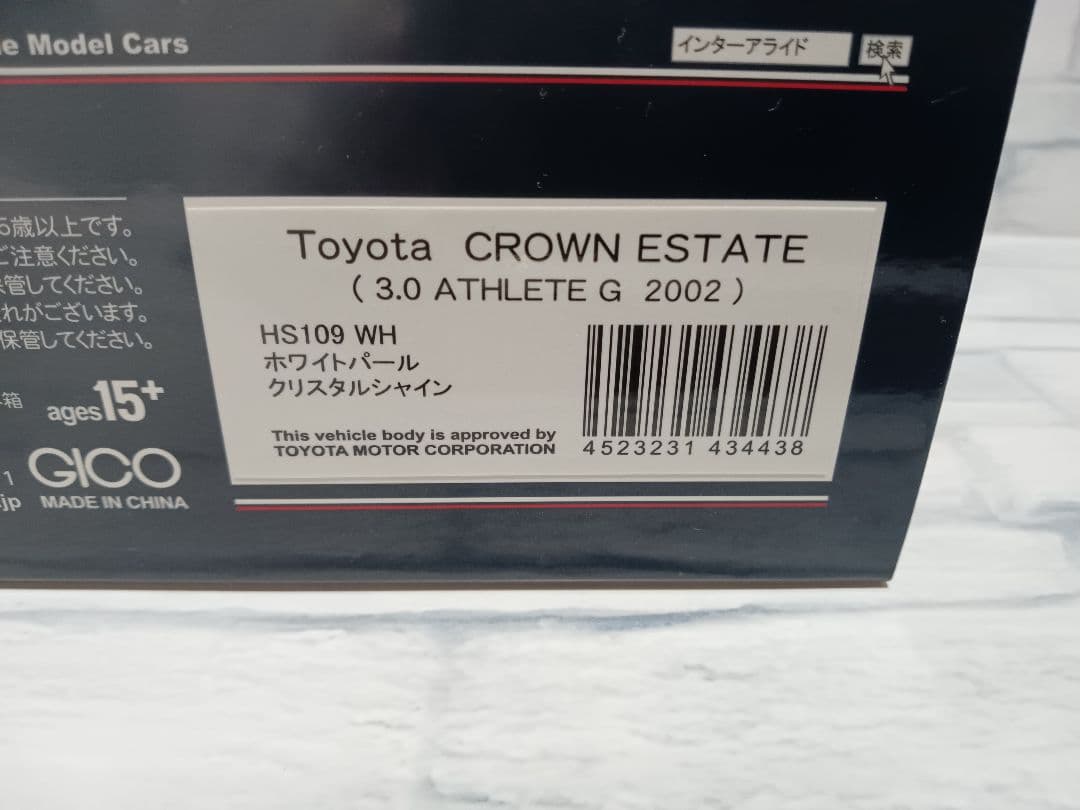 Model Cars
インターアライド 検索
歳以上です。
ご注意ください。
管してください。
れがございます。
保管してください。
箱
ages15+
1
jp
GICO
MADE IN CHINA
Toyota CROWN ESTATE
( 3.0 ATHLETE G 2002 )
HS109 WH
ホワイトパール
クリスタルシャイン
This vehicle body is approved by
TOYOTA MOTOR CORPORATION
4523231 434438